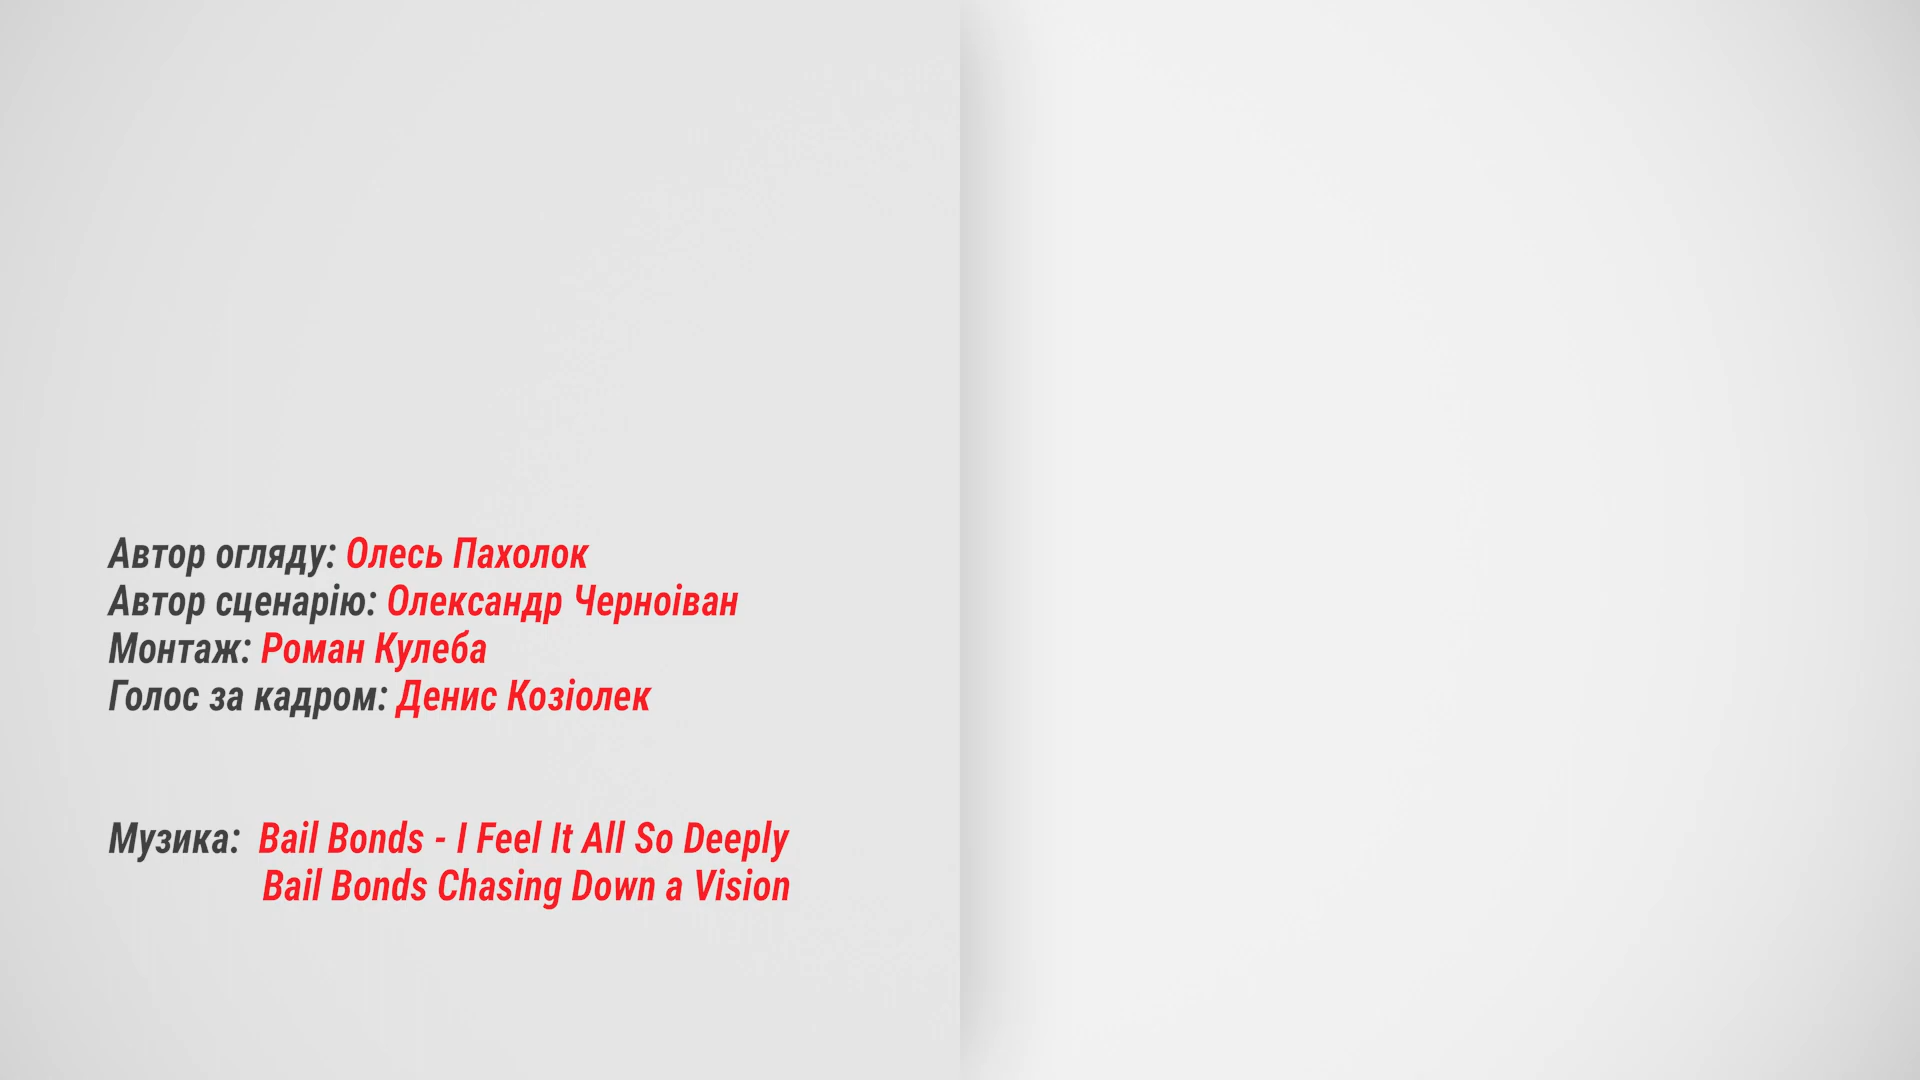 Автор огляду: Олесь Пахолок
Автор сценарію: Олександр Черноіван
Монтаж: Роман Кулеба
Голос за кадром: Денис Козіолек
Музика: Bail Bonds - I Feel It All So Deeply
Bail Bonds Chasing Down a Vision